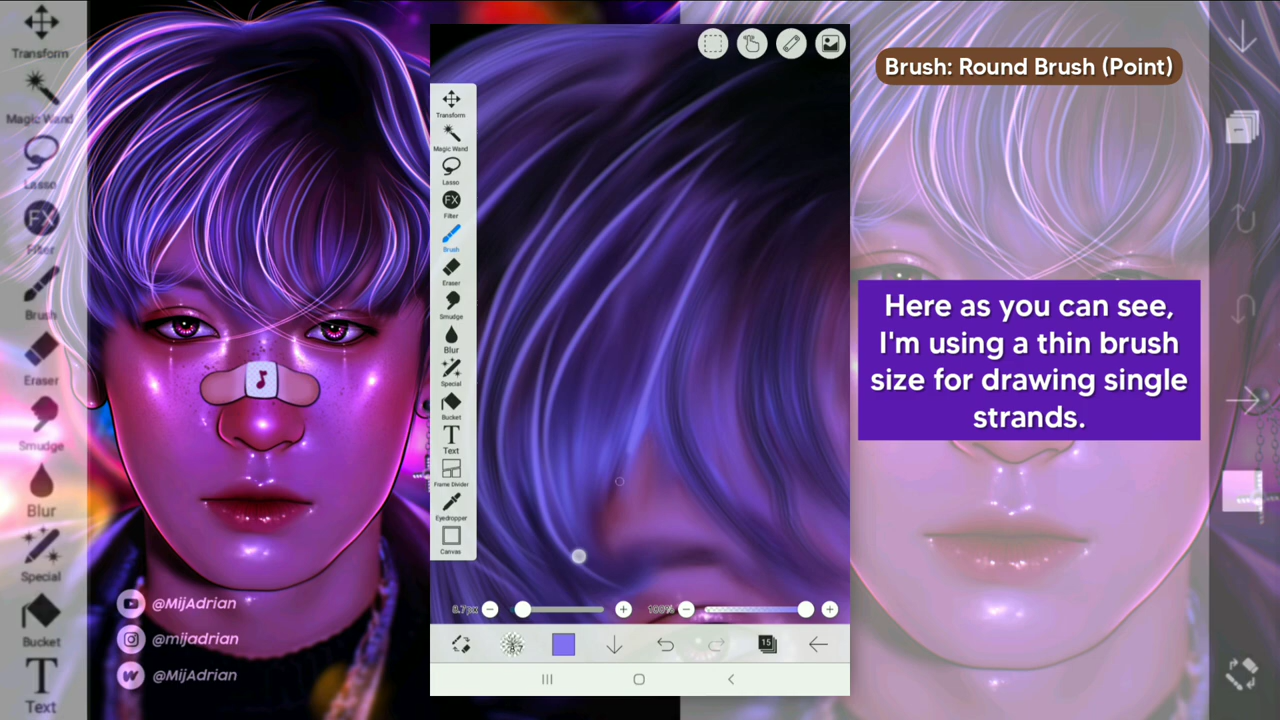 Transform
Magic Wand
Lasso
FX
Filter
Brush
Eraser
Smudge
Blur
Special
Bucket
T
Text
@MijAdrian
@mijadrian
@MijAdrian
Transform
Magic Wand
Lasso
FX
Filter
Brush
Eraser
Smudge
Blur
Special
Bucket
T
Text
Frame Divider
Eyedropper
Canvas
100%
15
Brush: Round Brush (Point)
Here as you can see,
I'm using a thin brush
size for drawing single
strands.